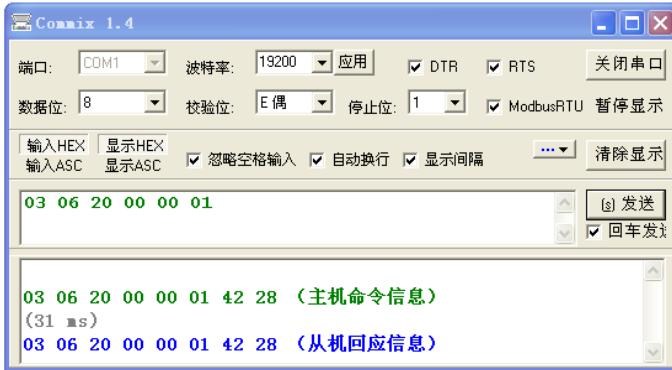 Commix 1.4
端口: COM1 波特率: 19200 应用 DTR RTS 关闭串口
数据位: 8 校验位: E偶 停止位: 1 ModbusRTU 暂停显示
输入HEX 显示HEX
输入ASC 显示ASC 忽略空格输入 自动换行 显示间隔 ... 清除显示
03 06 20 00 00 01 (s) 发送
回车发送
03 06 20 00 00 01 42 28 (主机命令信息)
(31 ms)
03 06 20 00 00 01 42 28 (从机回应信息)